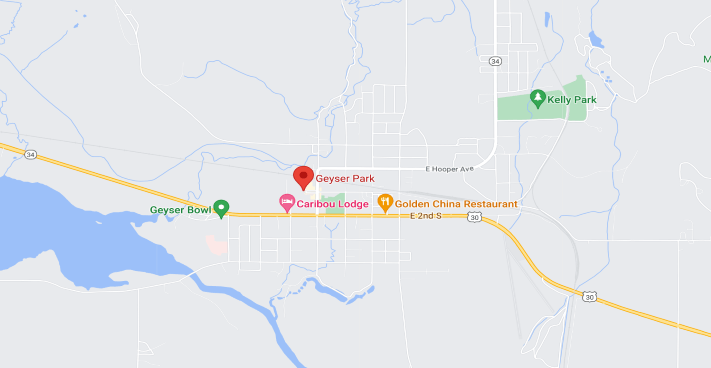 34
Kelly Park
M
E Hooper Ave
34
Geyser Park
Caribou Lodge
Golden China Restaurant
Geyser Bowl
E 2nd S
30
30